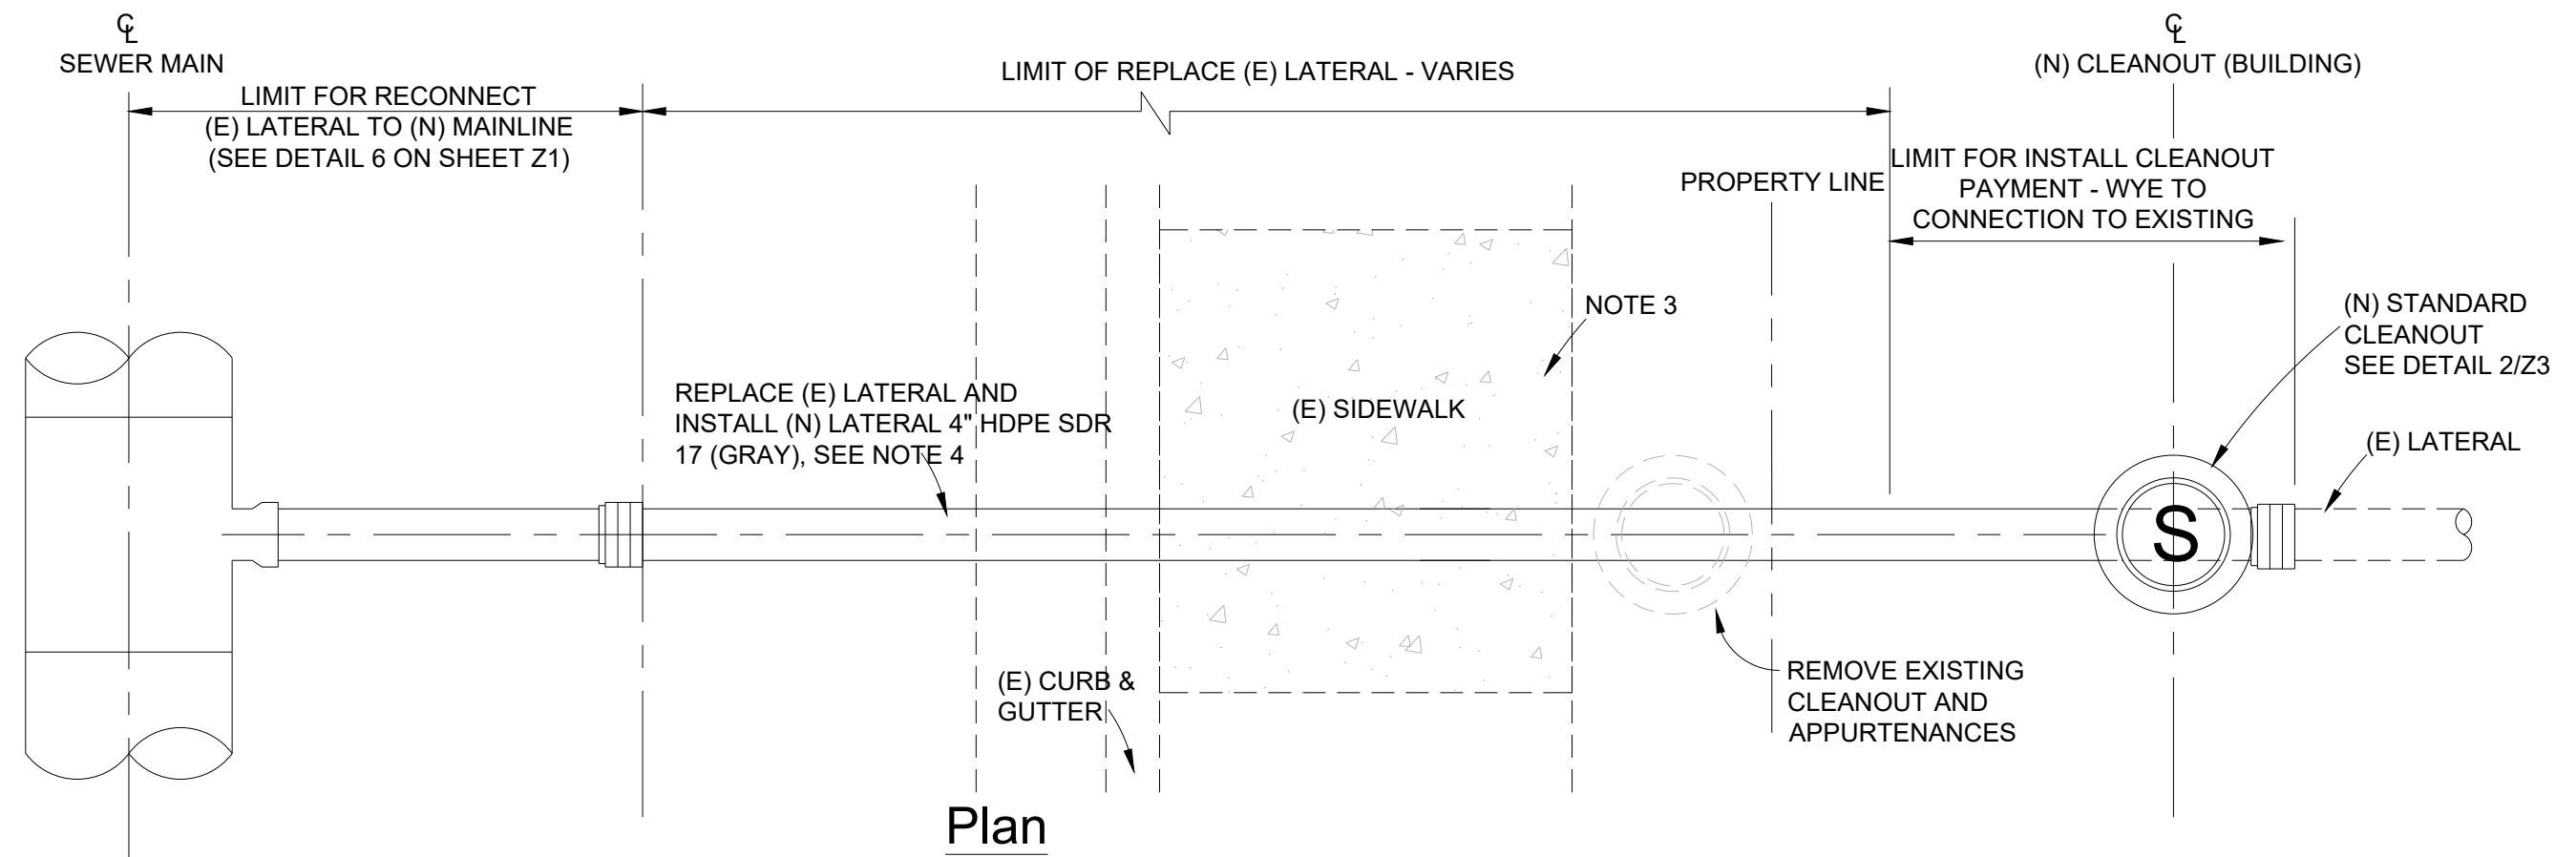 ℄
SEWER MAIN
LIMIT FOR RECONNECT
(E) LATERAL TO (N) MAINLINE
(SEE DETAIL 6 ON SHEET Z1)
LIMIT OF REPLACE (E) LATERAL - VARIES
℄
(N) CLEANOUT (BUILDING)
LIMIT FOR INSTALL CLEANOUT
PAYMENT - WYE TO
CONNECTION TO EXISTING
PROPERTY LINE
NOTE 3
(N) STANDARD
CLEANOUT
SEE DETAIL 2/Z3
REPLACE (E) LATERAL AND
INSTALL (N) LATERAL 4" HDPE SDR
17 (GRAY), SEE NOTE 4
(E) SIDEWALK
(E) LATERAL
S
(E) CURB &
GUTTER
REMOVE EXISTING
CLEANOUT AND
APPURTENANCES
Plan